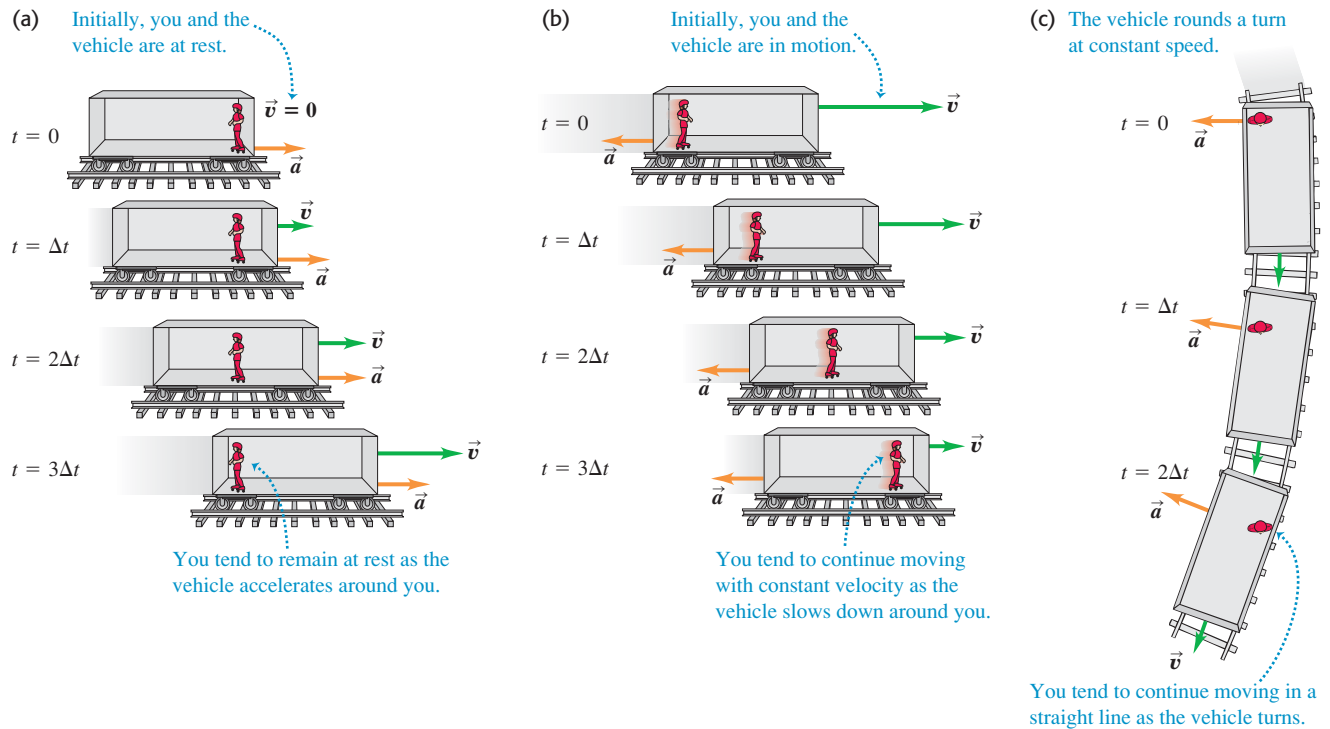 (a) Initially, you and the
vehicle are at rest.
t = 0
v⃗ = 0
a⃗
t = Δt
v⃗
a⃗
t = 2Δt
v⃗
a⃗
t = 3Δt
v⃗
a⃗
You tend to remain at rest as the
vehicle accelerates around you.
(b) Initially, you and the
vehicle are in motion.
t = 0
v⃗
a⃗
t = Δt
v⃗
a⃗
t = 2Δt
v⃗
a⃗
t = 3Δt
v⃗
a⃗
You tend to continue moving
with constant velocity as the
vehicle slows down around you.
(c) The vehicle rounds a turn
at constant speed.
t = 0
a⃗
t = Δt
a⃗
t = 2Δt
a⃗
v⃗
You tend to continue moving in a
straight line as the vehicle turns.